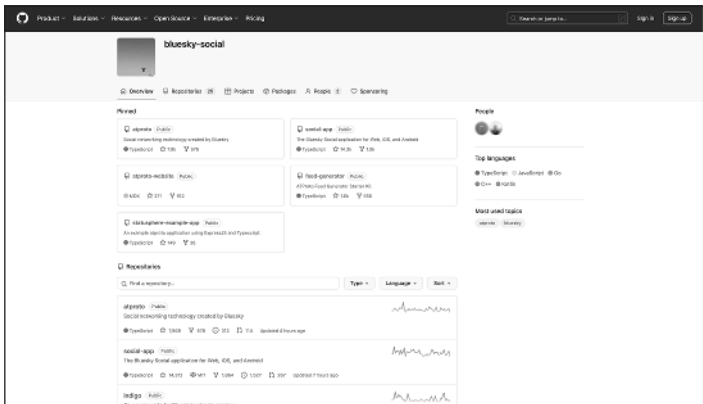 Product Solutions Resources Open Source Enterprise Pricing
Search or jump to...
Sign in
Sign up
bluesky-social
Overview Repositories Projects Packages People Sponsoring
Pinned
atproto Public
Social networking technology created by Bluesky
TypeScript
social-app Public
The Bluesky Social application for Web, iOS, and Android
TypeScript
atproto-website Public
MDX
feed-generator Public
ATProto Feed Generator Starter Kit
TypeScript
statusphere-example-app Public
An example atproto application using ExpressJS and Typescript.
TypeScript
Repositories
Find a repository...
Type Language Sort
atproto Public
Social networking technology created by Bluesky
TypeScript
social-app Public
The Bluesky Social application for Web, iOS, and Android
TypeScript
indigo Public
People
Top languages
TypeScript JavaScript Go
C++ Kotlin
Most used topics
atproto bluesky